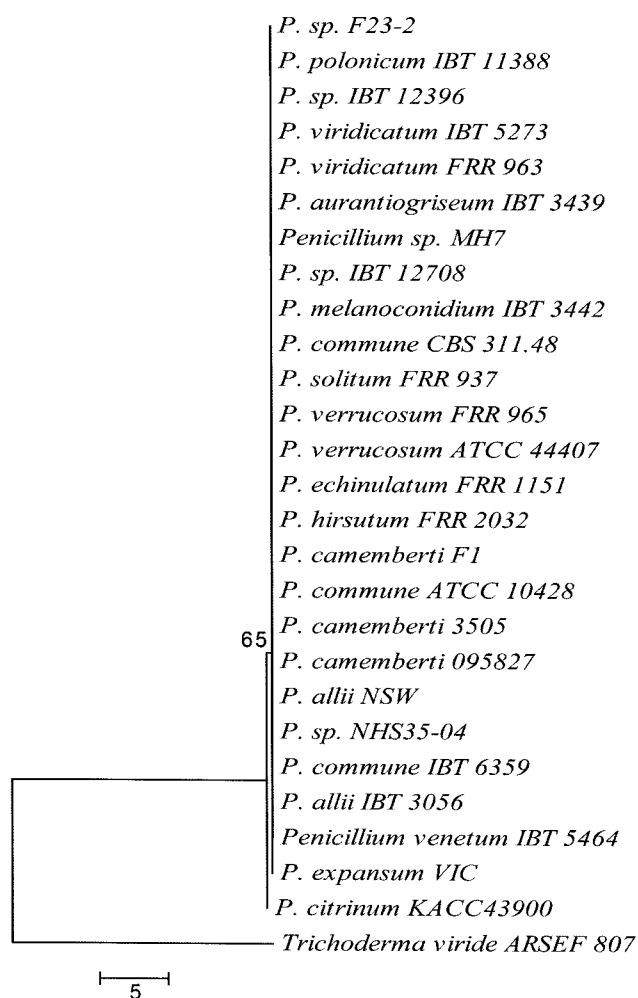 P. sp. F23-2
P. polonicum IBT 11388
P. sp. IBT 12396
P. viridicatum IBT 5273
P. viridicatum FRR 963
P. aurantiogriseum IBT 3439
Penicillium sp. MH7
P. sp. IBT 12708
P. melanoconidium IBT 3442
P. commune CBS 311.48
P. solitum FRR 937
P. verrucosum FRR 965
P. verrucosum ATCC 44407
P. echinulatum FRR 1151
P. hirsutum FRR 2032
P. camemberti F1
P. commune ATCC 10428
P. camemberti 3505
65
P. camemberti 095827
P. allii NSW
P. sp. NHS35-04
P. commune IBT 6359
P. allii IBT 3056
Penicillium venetum IBT 5464
P. expansum VIC
P. citrinum KACC43900
Trichoderma viride ARSEF 807
5